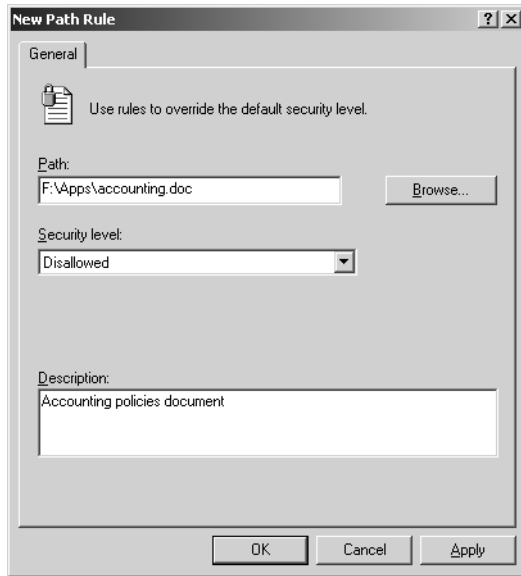 New Path Rule
General
Use rules to override the default security level.
Path:
F:\Apps\accounting.doc
Browse...
Security level:
Disallowed
Description:
Accounting policies document
OK
Cancel
Apply